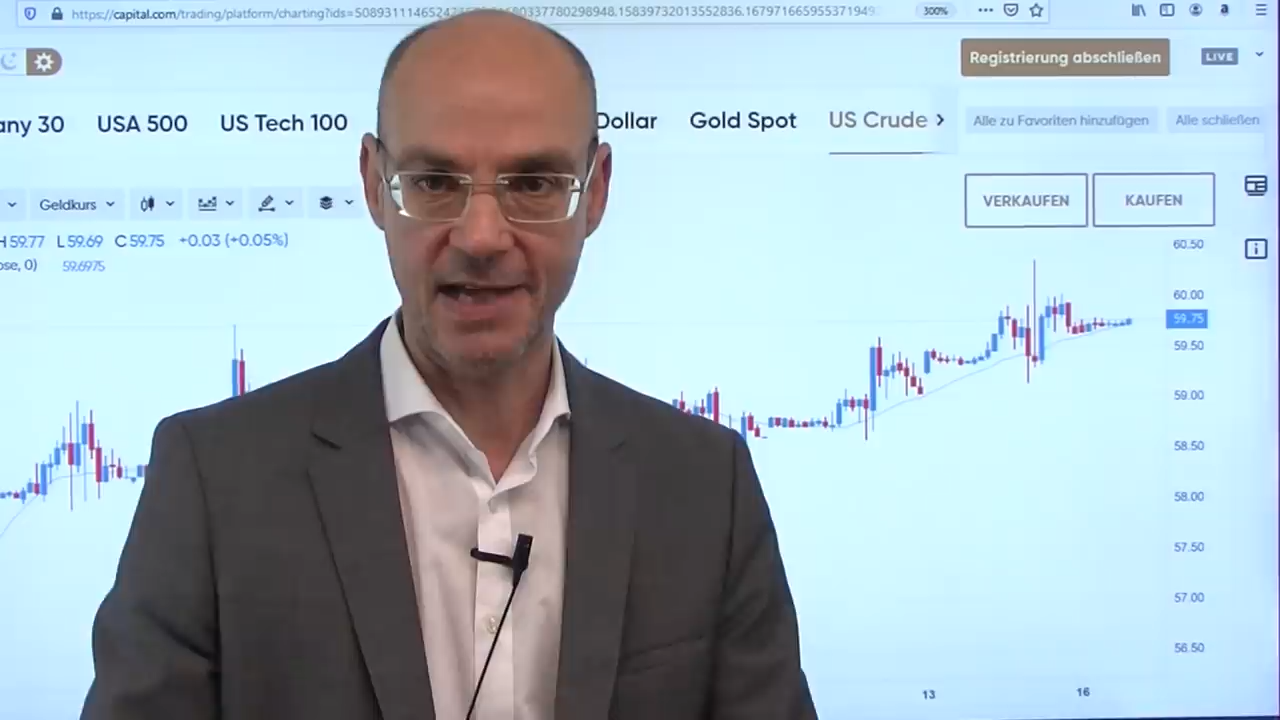 https://capital.com/trading/platform/charting?ids=
300%
Registrierung abschließen
LIVE
any 30 USA 500 US Tech 100 Dollar Gold Spot US Crude
Alle zu Favoriten hinzufügen Alle schließen
Geldkurs
VERKAUFEN KAUFEN
H 59.77 L 59.69 C 59.75 +0.03 (+0.05%)
ose, 0) 59.6975
60.50
60.00
59.75
59.50
59.00
58.50
58.00
57.50
57.00
56.50
13 16